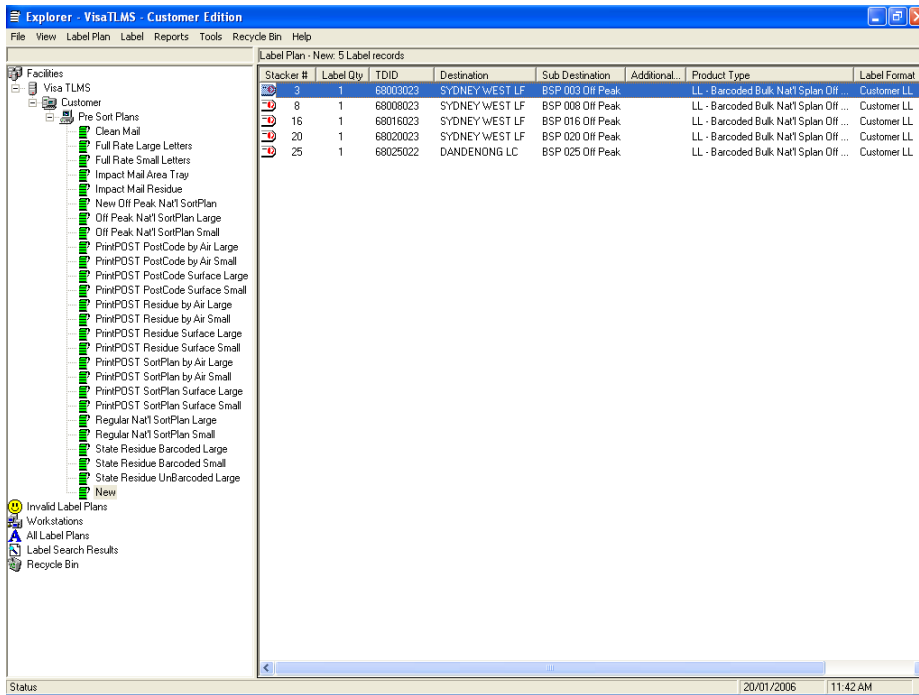 Explorer - VisaTLMS - Customer Edition
File View Label Plan Label Reports Tools Recycle Bin Help
Label Plan - New: 5 Label records
Facilities
Visa TLMS
Customer
Pre Sort Plans
Clean Mail
Full Rate Large Letters
Full Rate Small Letters
Impact Mail Area Tray
Impact Mail Residue
New Off Peak Nat'l SortPlan
Off Peak Nat'l SortPlan Large
Off Peak Nat'l SortPlan Small
PrintPOST PostCode by Air Large
PrintPOST PostCode by Air Small
PrintPOST PostCode Surface Large
PrintPOST PostCode Surface Small
PrintPOST Residue by Air Large
PrintPOST Residue by Air Small
PrintPOST Residue Surface Large
PrintPOST Residue Surface Small
PrintPOST SortPlan by Air Large
PrintPOST SortPlan by Air Small
PrintPOST SortPlan Surface Large
PrintPOST SortPlan Surface Small
Regular Nat'l SortPlan Large
Regular Nat'l SortPlan Small
State Residue Barcoded Large
State Residue Barcoded Small
State Residue UnBarcoded Large
New
Invalid Label Plans
Workstations
All Label Plans
Label Search Results
Recycle Bin
Stacker # Label Qty TDID Destination Sub Destination Additional... Product Type Label Format
3 1 68003023 SYDNEY WEST LF BSP 003 Off Peak LL - Barcoded Bulk Nat'l Splan Off ... Customer LL
8 1 68008023 SYDNEY WEST LF BSP 008 Off Peak LL - Barcoded Bulk Nat'l Splan Off ... Customer LL
16 1 68016023 SYDNEY WEST LF BSP 016 Off Peak LL - Barcoded Bulk Nat'l Splan Off ... Customer LL
20 1 68020023 SYDNEY WEST LF BSP 020 Off Peak LL - Barcoded Bulk Nat'l Splan Off ... Customer LL
25 1 68025022 DANDENONG LC BSP 025 Off Peak LL - Barcoded Bulk Nat'l Splan Off ... Customer LL
Status 20/01/2006 11:42 AM